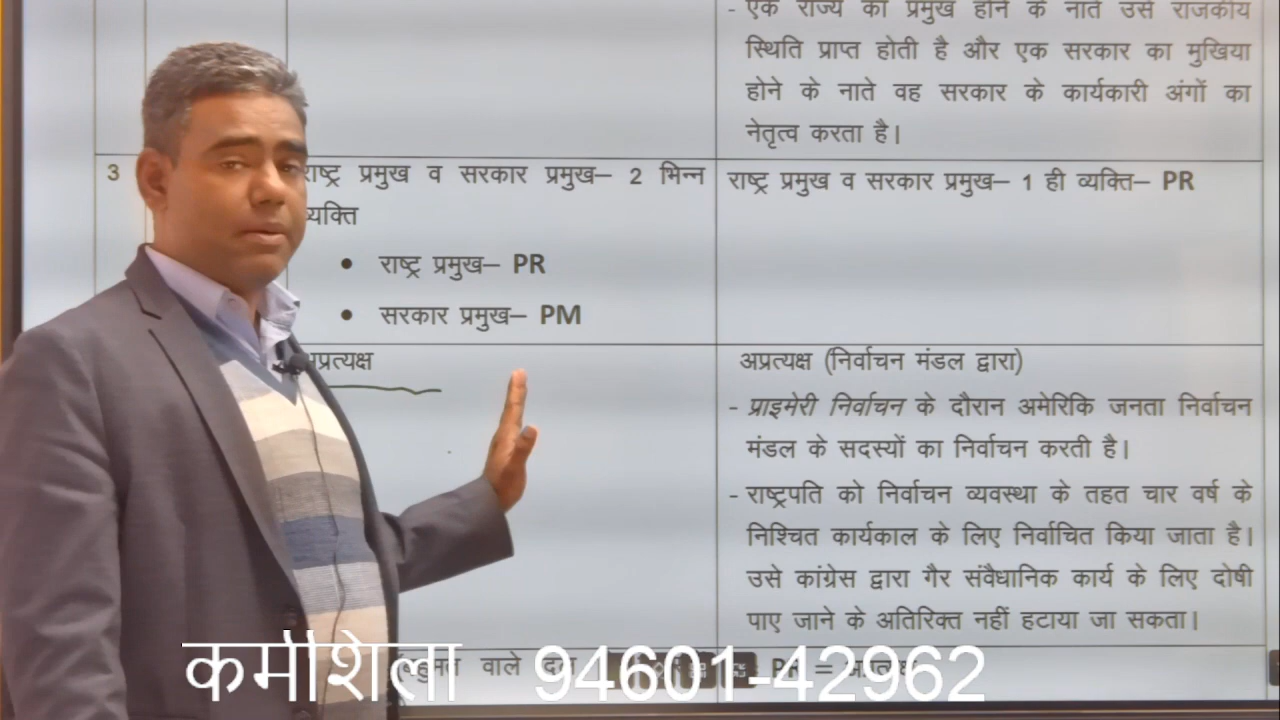 - एक राज्य का प्रमुख होने के नाते उसे राजकीय
स्थिति प्राप्त होती है और एक सरकार का मुखिया
होने के नाते वह सरकार के कार्यकारी अंगों का
नेतृत्व करता है।
3
राष्ट्र प्रमुख व सरकार प्रमुख– 2 भिन्न
व्यक्ति
• राष्ट्र प्रमुख– PR
• सरकार प्रमुख– PM
राष्ट्र प्रमुख व सरकार प्रमुख– 1 ही व्यक्ति– PR
अप्रत्यक्ष
अप्रत्यक्ष (निर्वाचन मंडल द्वारा)
- प्राइमेरी निर्वाचन के दौरान अमेरिकि जनता निर्वाचन
मंडल के सदस्यों का निर्वाचन करती है।
- राष्ट्रपति को निर्वाचन व्यवस्था के तहत चार वर्ष के
निश्चित कार्यकाल के लिए निर्वाचित किया जाता है।
उसे कांग्रेस द्वारा गैर संवैधानिक कार्य के लिए दोषी
पाए जाने के अतिरिक्त नहीं हटाया जा सकता।
वाले
कर्मशिला 94601-42962